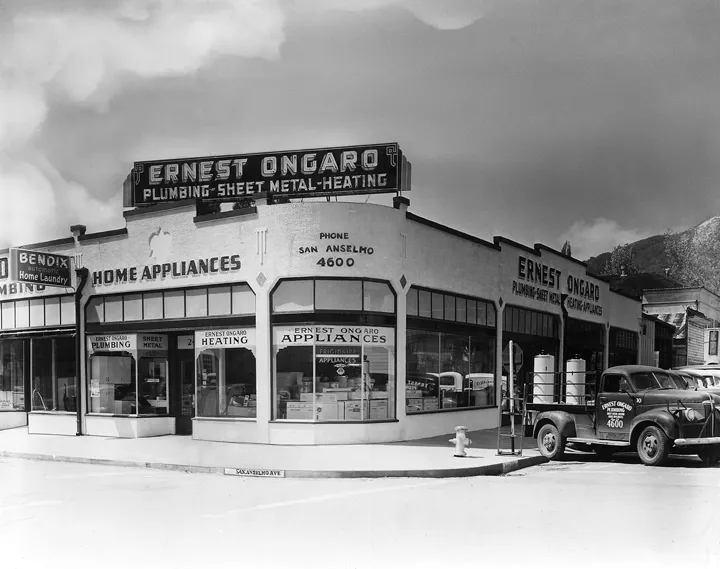 ERNEST ONGARO
PLUMBING-SHEET METAL-HEATING
PHONE
SAN ANSELMO
4600
BENDIX
automatic
Home Laundry
HOME APPLIANCES
ERNEST ONGARO
PLUMBING-SHEET METAL-HEATING
ERNEST ONGARO
PLUMBING
SHEET
METAL
ERNEST ONGARO
HEATING
ERNEST ONGARO
APPLIANCES
FRIGIDAIRE
APPLIANCES
ERNEST ONGARO
PLUMBING
4600
SAN ANSELMO AVE